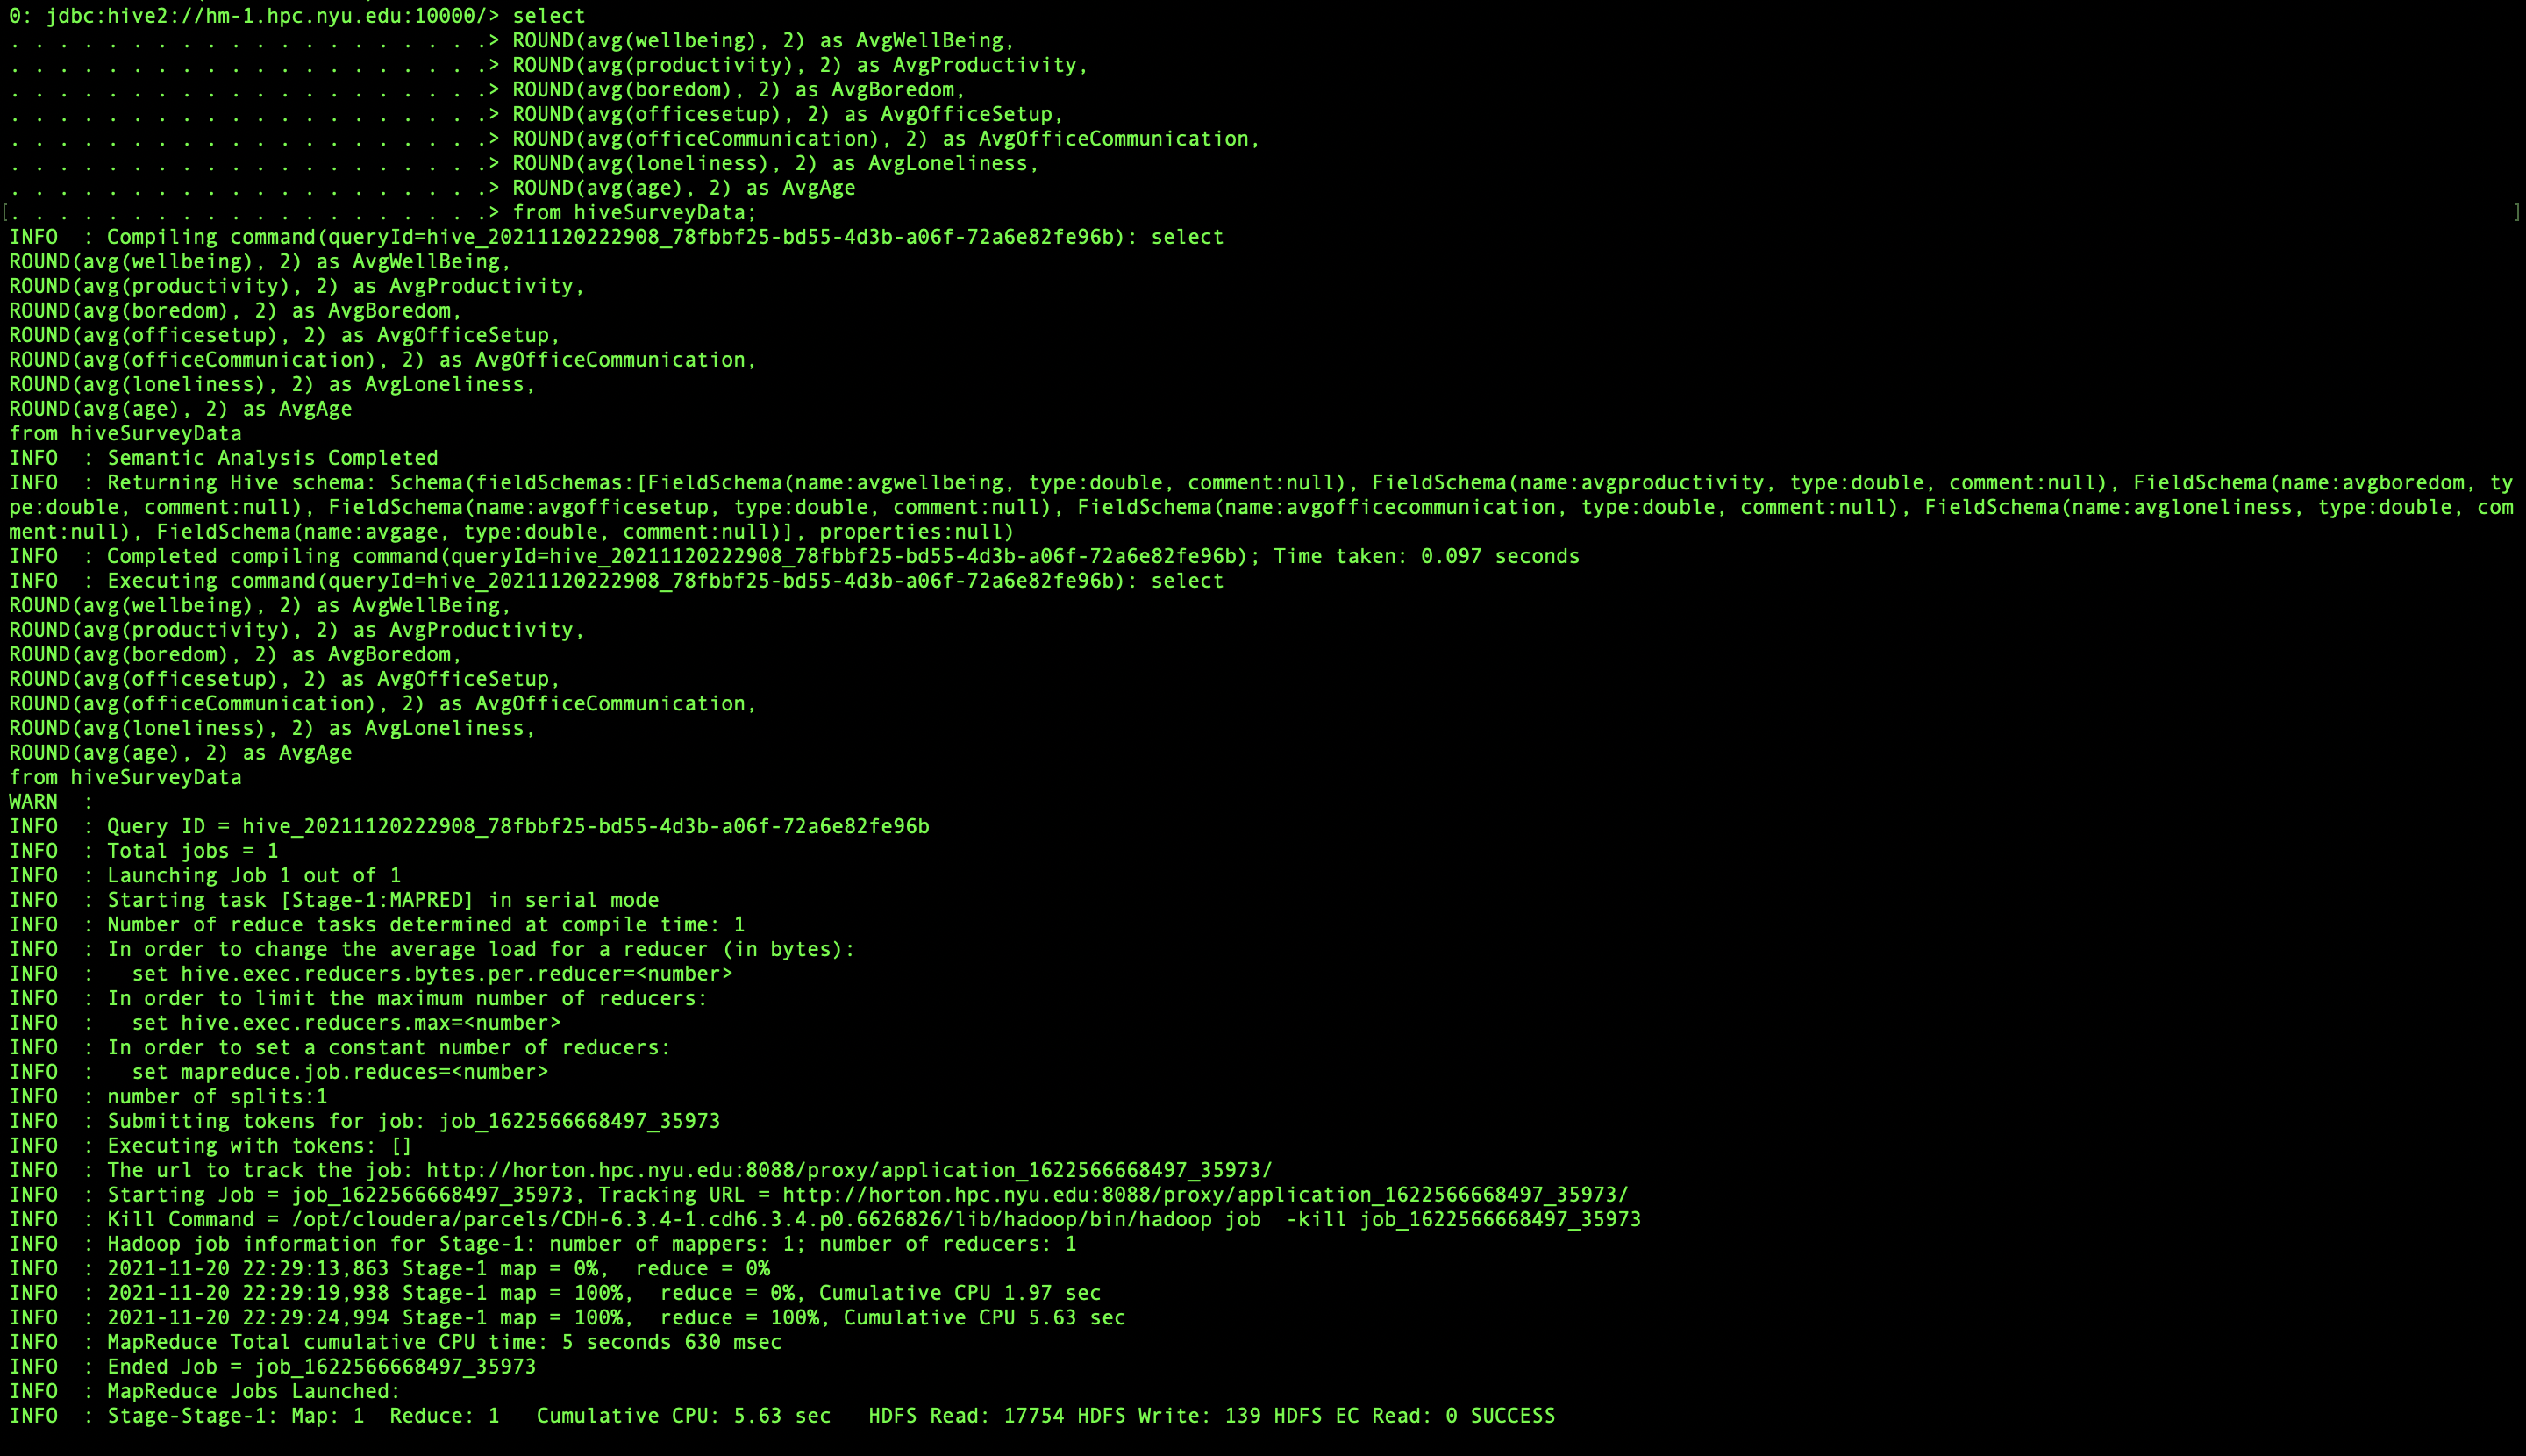 0: jdbc:hive2://hm-1.hpc.nyu.edu:10000/> select
. . . . . . . . . . . . . . . . . . . .> ROUND(avg(wellbeing), 2) as AvgWellBeing,
. . . . . . . . . . . . . . . . . . . .> ROUND(avg(productivity), 2) as AvgProductivity,
. . . . . . . . . . . . . . . . . . . .> ROUND(avg(boredom), 2) as AvgBoredom,
. . . . . . . . . . . . . . . . . . . .> ROUND(avg(officesetup), 2) as AvgOfficeSetup,
. . . . . . . . . . . . . . . . . . . .> ROUND(avg(officeCommunication), 2) as AvgOfficeCommunication,
. . . . . . . . . . . . . . . . . . . .> ROUND(avg(loneliness), 2) as AvgLoneliness,
. . . . . . . . . . . . . . . . . . . .> ROUND(avg(age), 2) as AvgAge
[. . . . . . . . . . . . . . . . . . . .> from hiveSurveyData; ]
INFO  : Compiling command(queryId=hive_20211120222908_78fbbf25-bd55-4d3b-a06f-72a6e82fe96b): select
ROUND(avg(wellbeing), 2) as AvgWellBeing,
ROUND(avg(productivity), 2) as AvgProductivity,
ROUND(avg(boredom), 2) as AvgBoredom,
ROUND(avg(officesetup), 2) as AvgOfficeSetup,
ROUND(avg(officeCommunication), 2) as AvgOfficeCommunication,
ROUND(avg(loneliness), 2) as AvgLoneliness,
ROUND(avg(age), 2) as AvgAge
from hiveSurveyData
INFO  : Semantic Analysis Completed
INFO  : Returning Hive schema: Schema(fieldSchemas:[FieldSchema(name:avgwellbeing, type:double, comment:null), FieldSchema(name:avgproductivity, type:double, comment:null), FieldSchema(name:avgboredom, ty
pe:double, comment:null), FieldSchema(name:avgofficesetup, type:double, comment:null), FieldSchema(name:avgofficecommunication, type:double, comment:null), FieldSchema(name:avgloneliness, type:double, com
ment:null), FieldSchema(name:avgage, type:double, comment:null)], properties:null)
INFO  : Completed compiling command(queryId=hive_20211120222908_78fbbf25-bd55-4d3b-a06f-72a6e82fe96b); Time taken: 0.097 seconds
INFO  : Executing command(queryId=hive_20211120222908_78fbbf25-bd55-4d3b-a06f-72a6e82fe96b): select
ROUND(avg(wellbeing), 2) as AvgWellBeing,
ROUND(avg(productivity), 2) as AvgProductivity,
ROUND(avg(boredom), 2) as AvgBoredom,
ROUND(avg(officesetup), 2) as AvgOfficeSetup,
ROUND(avg(officeCommunication), 2) as AvgOfficeCommunication,
ROUND(avg(loneliness), 2) as AvgLoneliness,
ROUND(avg(age), 2) as AvgAge
from hiveSurveyData
WARN  :
INFO  : Query ID = hive_20211120222908_78fbbf25-bd55-4d3b-a06f-72a6e82fe96b
INFO  : Total jobs = 1
INFO  : Launching Job 1 out of 1
INFO  : Starting task [Stage-1:MAPRED] in serial mode
INFO  : Number of reduce tasks determined at compile time: 1
INFO  : In order to change the average load for a reducer (in bytes):
INFO  :   set hive.exec.reducers.bytes.per.reducer=<number>
INFO  : In order to limit the maximum number of reducers:
INFO  :   set hive.exec.reducers.max=<number>
INFO  : In order to set a constant number of reducers:
INFO  :   set mapreduce.job.reduces=<number>
INFO  : number of splits:1
INFO  : Submitting tokens for job: job_1622566668497_35973
INFO  : Executing with tokens: []
INFO  : The url to track the job: http://horton.hpc.nyu.edu:8088/proxy/application_1622566668497_35973/
INFO  : Starting Job = job_1622566668497_35973, Tracking URL = http://horton.hpc.nyu.edu:8088/proxy/application_1622566668497_35973/
INFO  : Kill Command = /opt/cloudera/parcels/CDH-6.3.4-1.cdh6.3.4.p0.6626826/lib/hadoop/bin/hadoop job  -kill job_1622566668497_35973
INFO  : Hadoop job information for Stage-1: number of mappers: 1; number of reducers: 1
INFO  : 2021-11-20 22:29:13,863 Stage-1 map = 0%,  reduce = 0%
INFO  : 2021-11-20 22:29:19,938 Stage-1 map = 100%,  reduce = 0%, Cumulative CPU 1.97 sec
INFO  : 2021-11-20 22:29:24,994 Stage-1 map = 100%,  reduce = 100%, Cumulative CPU 5.63 sec
INFO  : MapReduce Total cumulative CPU time: 5 seconds 630 msec
INFO  : Ended Job = job_1622566668497_35973
INFO  : MapReduce Jobs Launched:
INFO  : Stage-Stage-1: Map: 1  Reduce: 1   Cumulative CPU: 5.63 sec   HDFS Read: 17754 HDFS Write: 139 HDFS EC Read: 0 SUCCESS